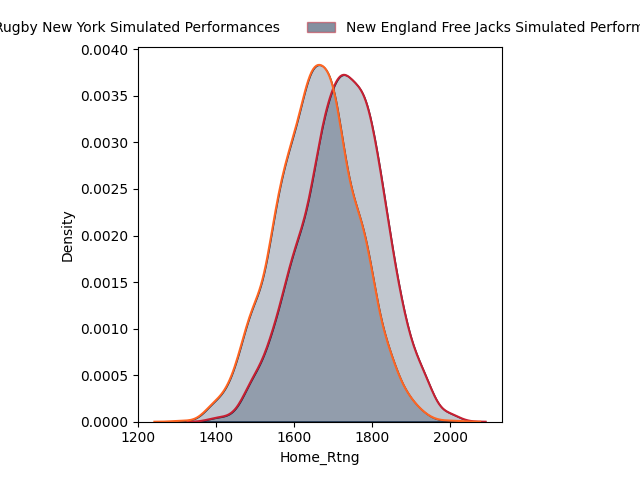 Rugby New York Simulated Performances New England Free Jacks Simulated Perform
0.0040
0.0035
0.0030
0.0025
0.0020
0.0015
0.0010
0.0005
0.0000
Density
1200 1400 1600 1800 2000
Home_Rtng